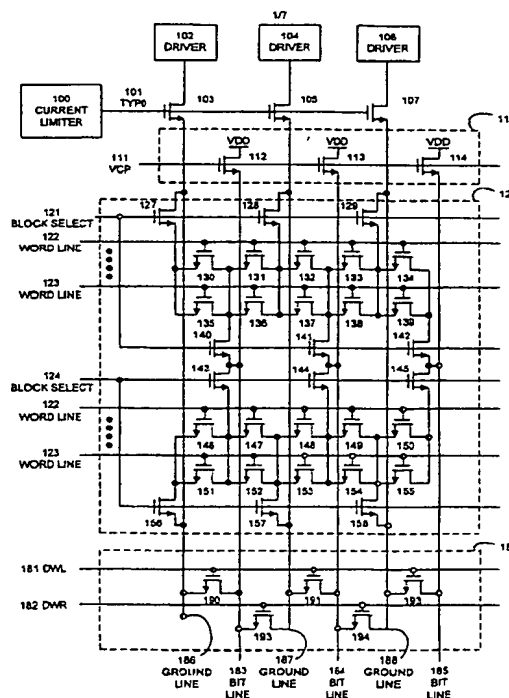 1/7
102 DRIVER
104 DRIVER
106 DRIVER
100 CURRENT LIMITER
101 TYP0
103
105
107
VDD
VDD
VDD
111 VCP
112
113
114
121 BLOCK SELECT
127
128
129
122 WORD LINE
130
131
132
133
134
123 WORD LINE
135
136
137
138
139
140
141
142
124 BLOCK SELECT
143
144
145
122 WORD LINE
146
147
148
149
150
123 WORD LINE
151
152
153
154
155
156
157
158
181 DWL
190
191
193
182 DWR
193
194
186 GROUND LINE
183 BIT LINE
187 GROUND LINE
184 BIT LINE
188 GROUND LINE
185 BIT LINE